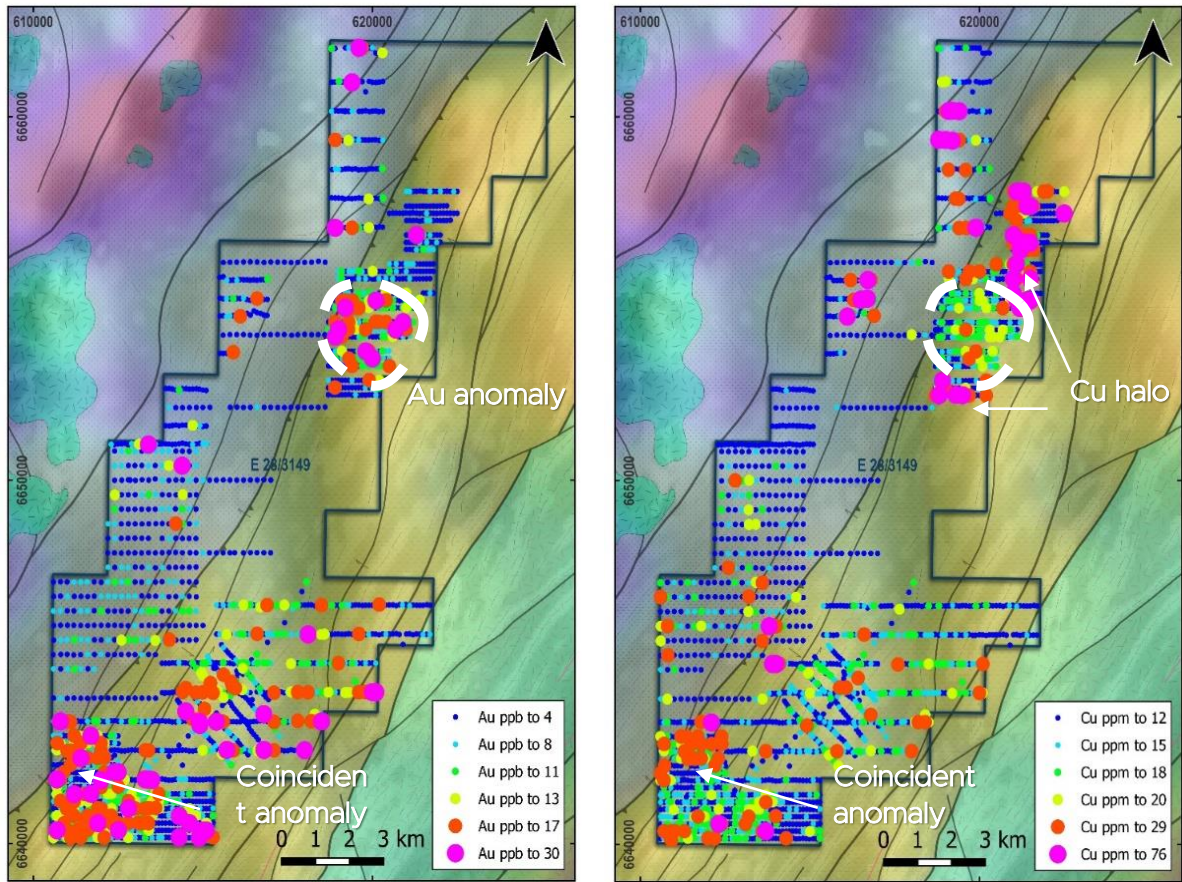 610000
620000
6660000
Au anomaly
E 28/3149
6650000
Coinciden
t anomaly
0 1 2 3 km
6640000
Au ppb to 4
Au ppb to 8
Au ppb to 11
Au ppb to 13
Au ppb to 17
Au ppb to 30
610000
620000
6660000
Cu halo
E 28/3149
6650000
Coincident
anomaly
0 1 2 3 km
6640000
Cu ppm to 12
Cu ppm to 15
Cu ppm to 18
Cu ppm to 20
Cu ppm to 29
Cu ppm to 76